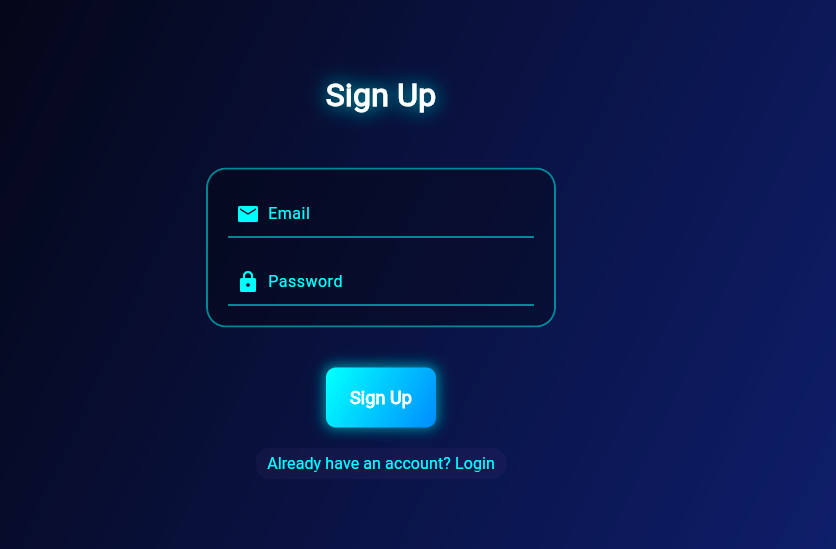 Sign Up
Email
Password
Sign Up
Already have an account? Login